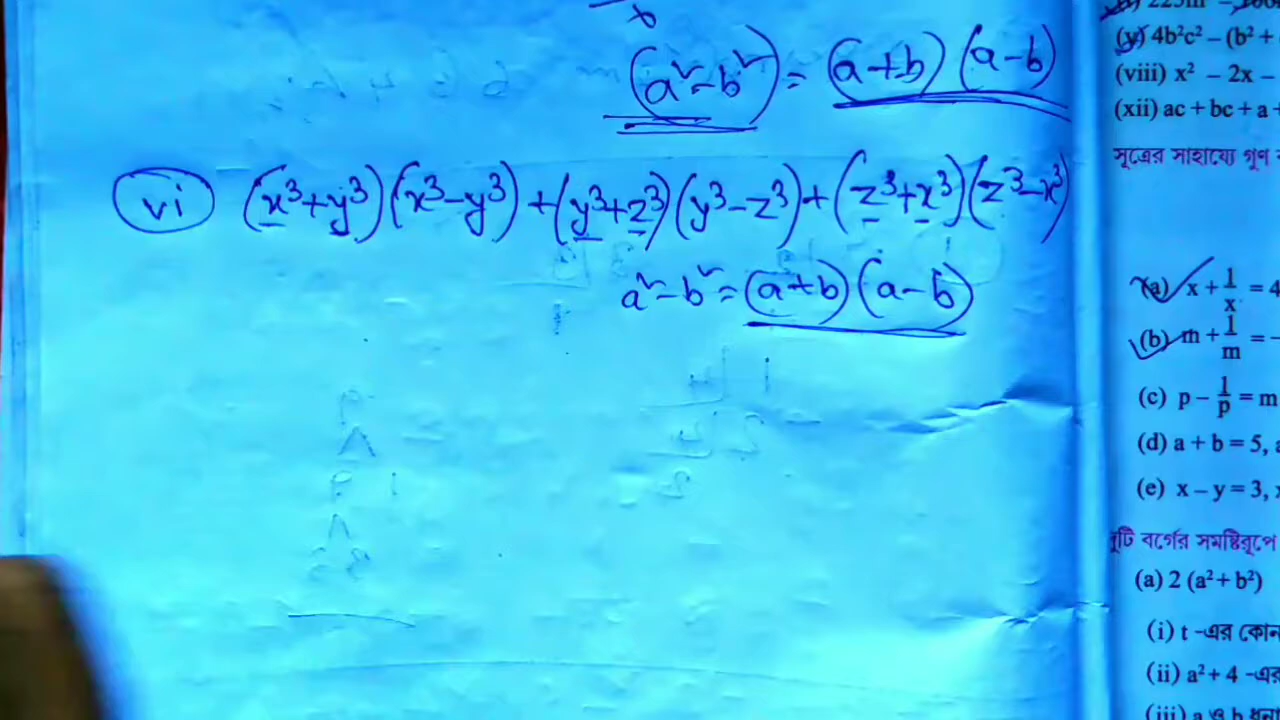 (a² – b²) = (a+b) (a–b)
vi (x³+y³)(x³–y³)+(y³+z³)(y³–z³)+(z³+x³)(z³–x³)
a² – b² = (a+b) (a–b)
(v) 4b²c² – (b² +
(viii) x² – 2x –
(xii) ac + bc + a +
সূত্রের সাহায্যে গুণ
(a) x + 1/x = 4
(b) m + 1/m = –
(c) p – 1/p = m
(d) a + b = 5,
(e) x – y = 3,
বর্গের সমষ্টিরূপে
(a) 2 (a² + b²)
(i) t -এর কোন
(ii) a² + 4 -এর
(iii) a ও b